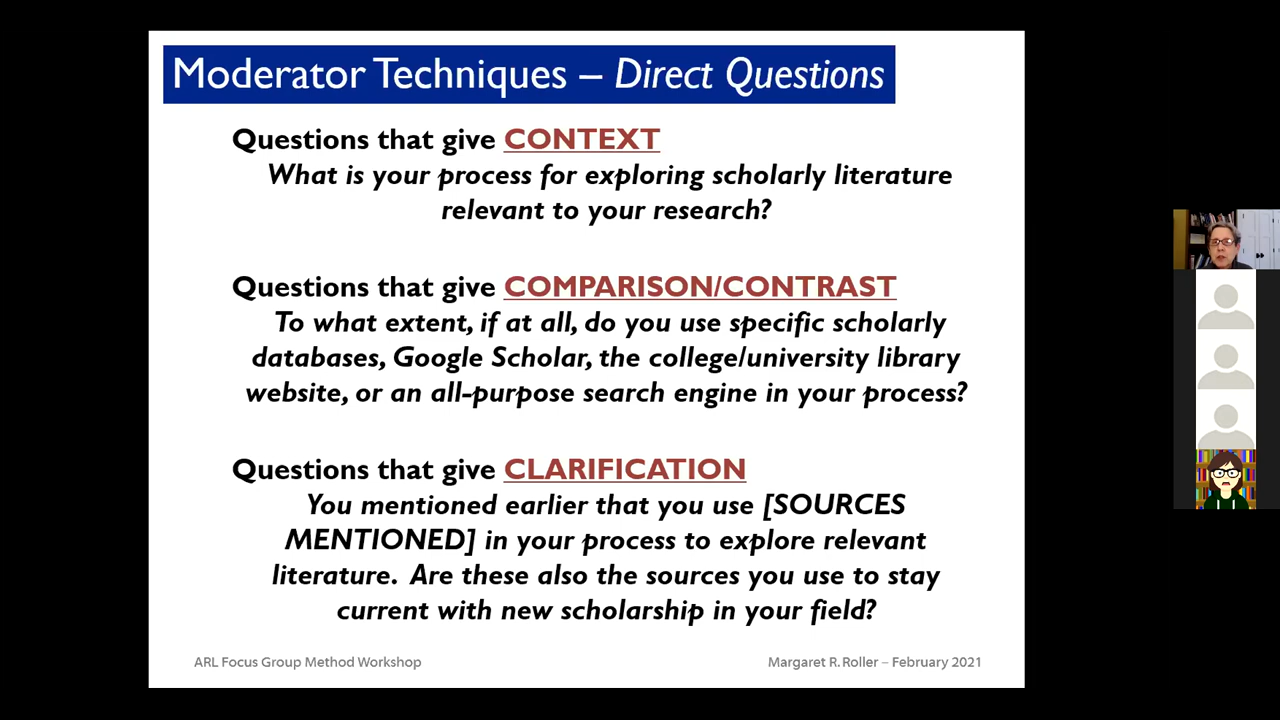 Moderator Techniques – Direct Questions
Questions that give CONTEXT
What is your process for exploring scholarly literature
relevant to your research?
Questions that give COMPARISON/CONTRAST
To what extent, if at all, do you use specific scholarly
databases, Google Scholar, the college/university library
website, or an all-purpose search engine in your process?
Questions that give CLARIFICATION
You mentioned earlier that you use [SOURCES
MENTIONED] in your process to explore relevant
literature.  Are these also the sources you use to stay
current with new scholarship in your field?
ARL Focus Group Method Workshop
Margaret R. Roller – February 2021